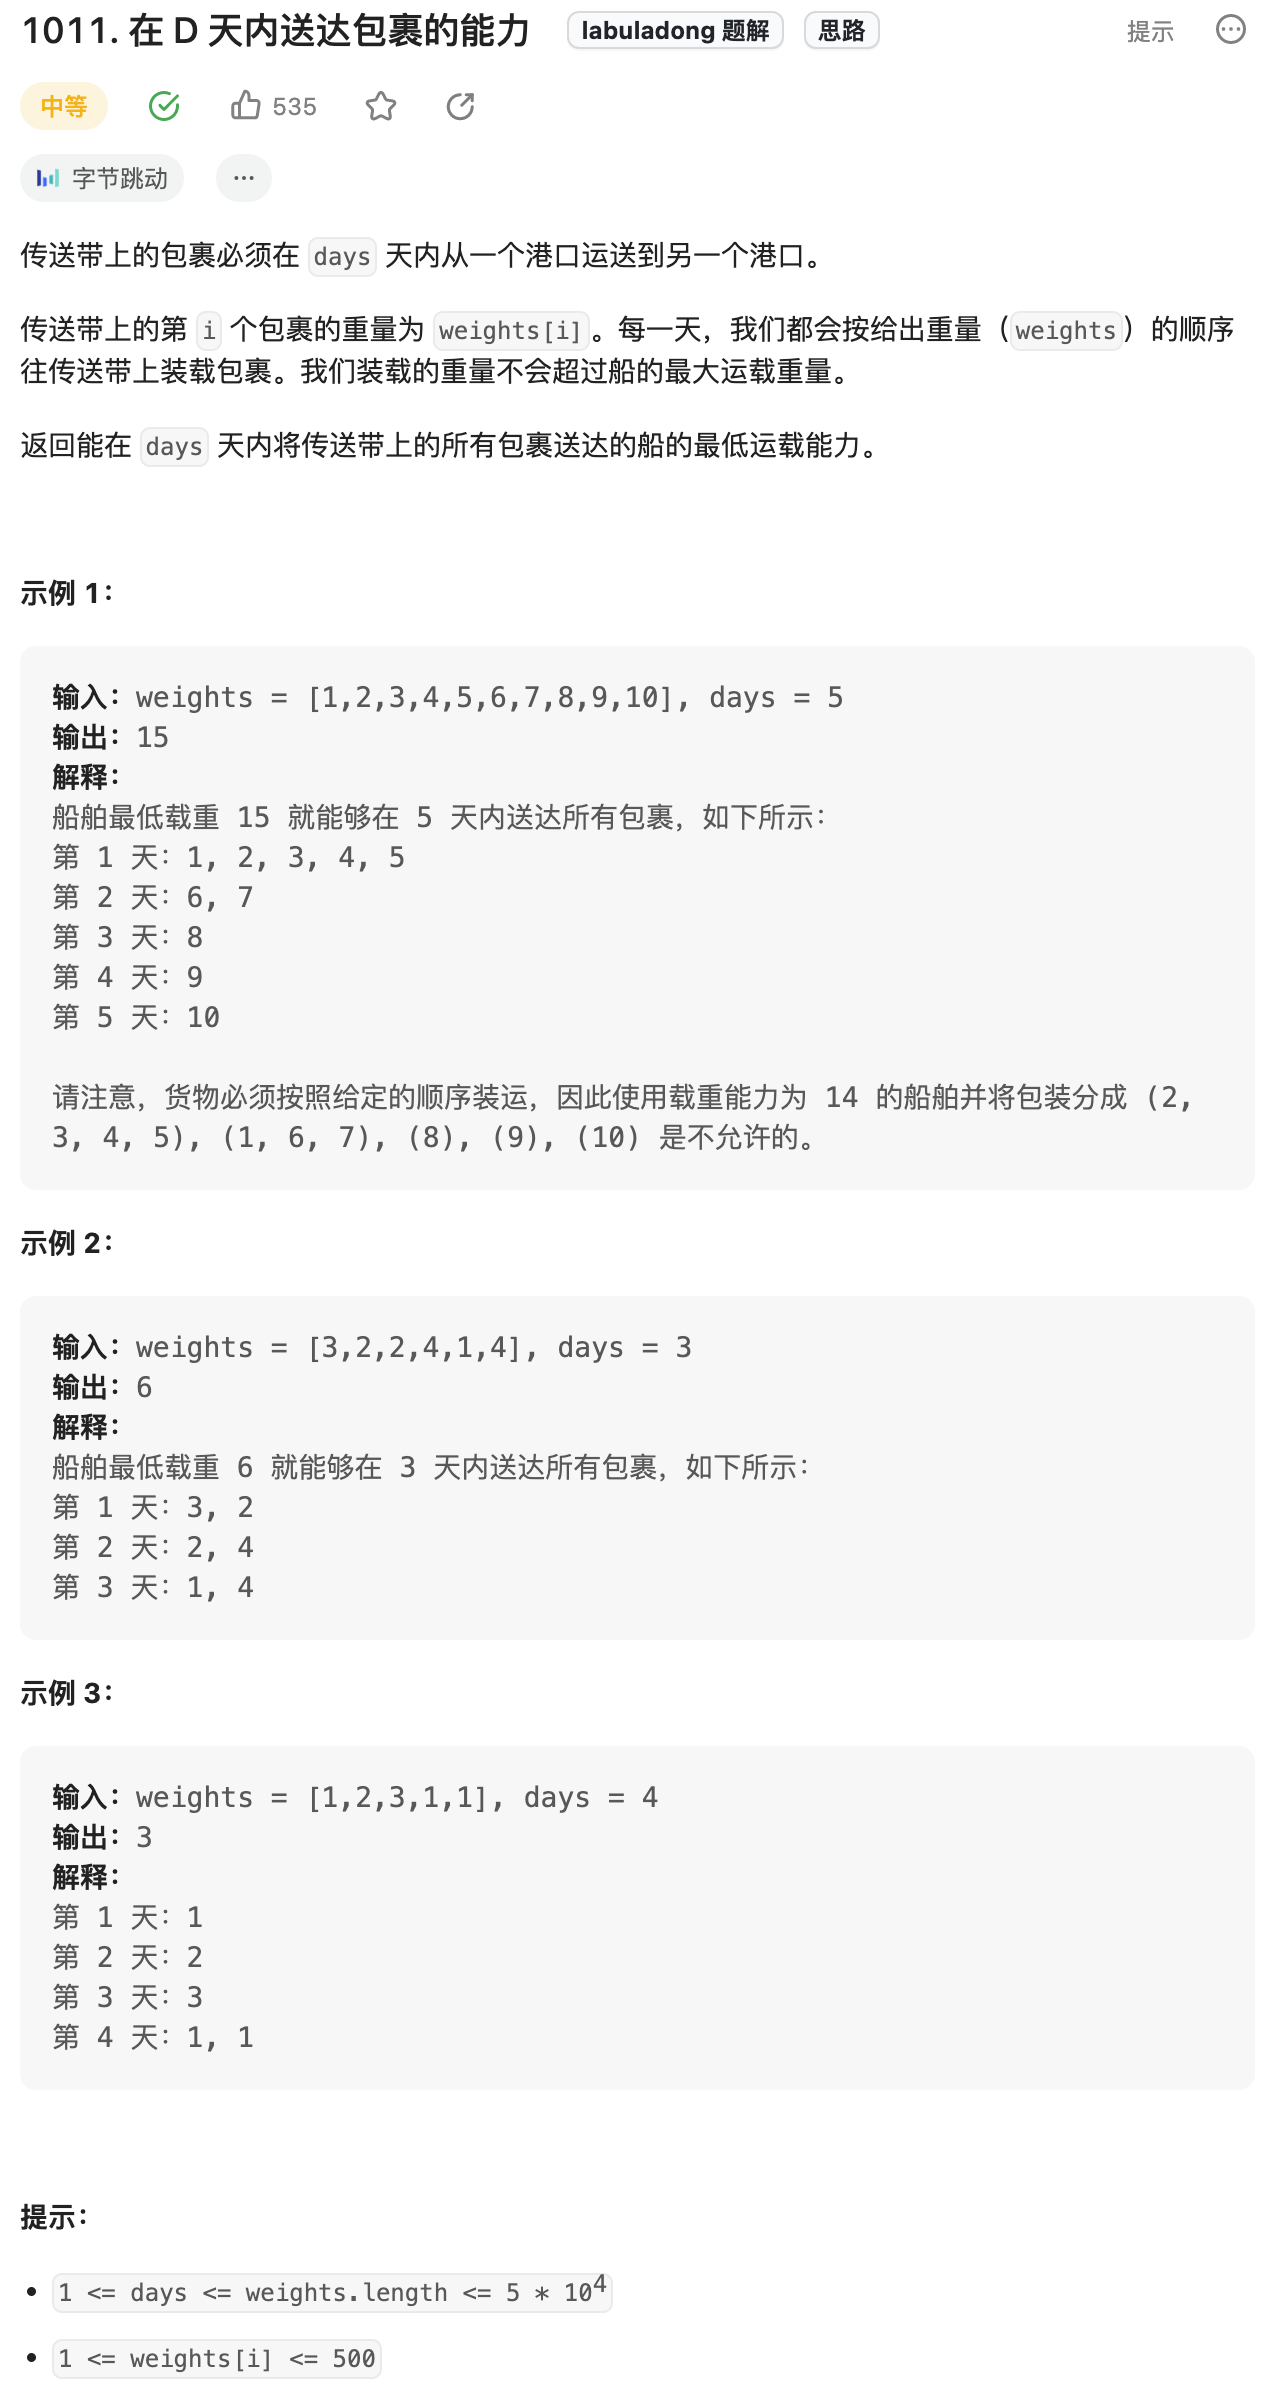 1011. 在 D 天内送达包裹的能力 labuladong 题解 思路 提示
中等 535
字节跳动 ...
传送带上的包裹必须在 days 天内从一个港口运送到另一个港口。
传送带上的第 i 个包裹的重量为 weights[i]。每一天，我们都会按给出重量（weights）的顺序
往传送带上装载包裹。我们装载的重量不会超过船的最大运载重量。
返回能在 days 天内将传送带上的所有包裹送达的船的最低运载能力。
示例 1：
输入：weights = [1,2,3,4,5,6,7,8,9,10], days = 5
输出：15
解释：
船舶最低载重 15 就能够在 5 天内送达所有包裹，如下所示：
第 1 天：1, 2, 3, 4, 5
第 2 天：6, 7
第 3 天：8
第 4 天：9
第 5 天：10
请注意，货物必须按照给定的顺序装运，因此使用载重能力为 14 的船舶并将包装分成 (2,
3, 4, 5), (1, 6, 7), (8), (9), (10) 是不允许的。
示例 2：
输入：weights = [3,2,2,4,1,4], days = 3
输出：6
解释：
船舶最低载重 6 就能够在 3 天内送达所有包裹，如下所示：
第 1 天：3, 2
第 2 天：2, 4
第 3 天：1, 4
示例 3：
输入：weights = [1,2,3,1,1], days = 4
输出：3
解释：
第 1 天：1
第 2 天：2
第 3 天：3
第 4 天：1, 1
提示：
• 1 <= days <= weights.length <= 5 * 10⁴
• 1 <= weights[i] <= 500